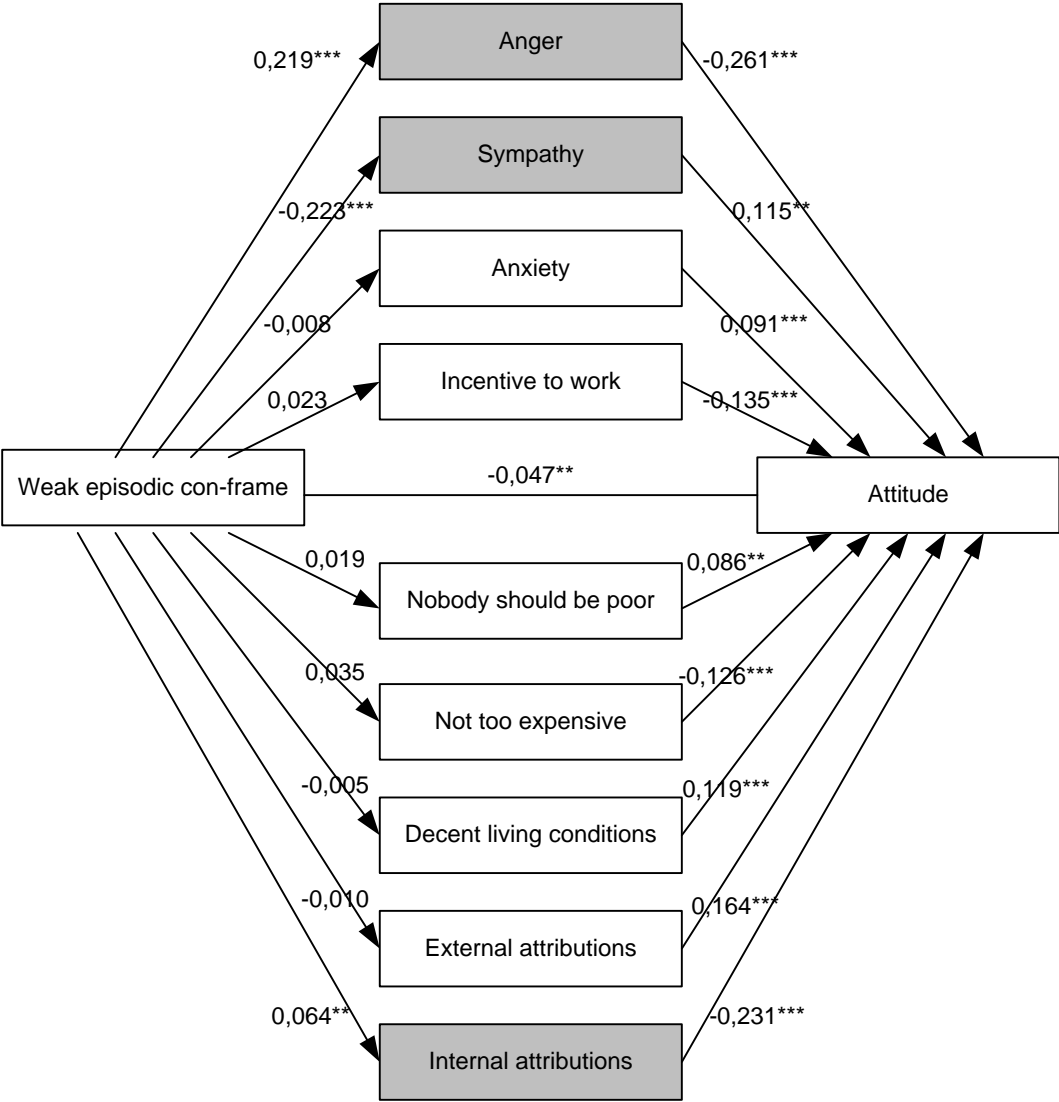 Anger
0,219***
-0,261***
Sympathy
-0,223***
0,115**
Anxiety
-0,008
0,091***
Incentive to work
0,023
-0,135***
Weak episodic con-frame
-0,047**
Attitude
0,019
0,086**
Nobody should be poor
0,035
-0,126***
Not too expensive
-0,005
0,119***
Decent living conditions
-0,010
0,164***
External attributions
0,064**
-0,231***
Internal attributions